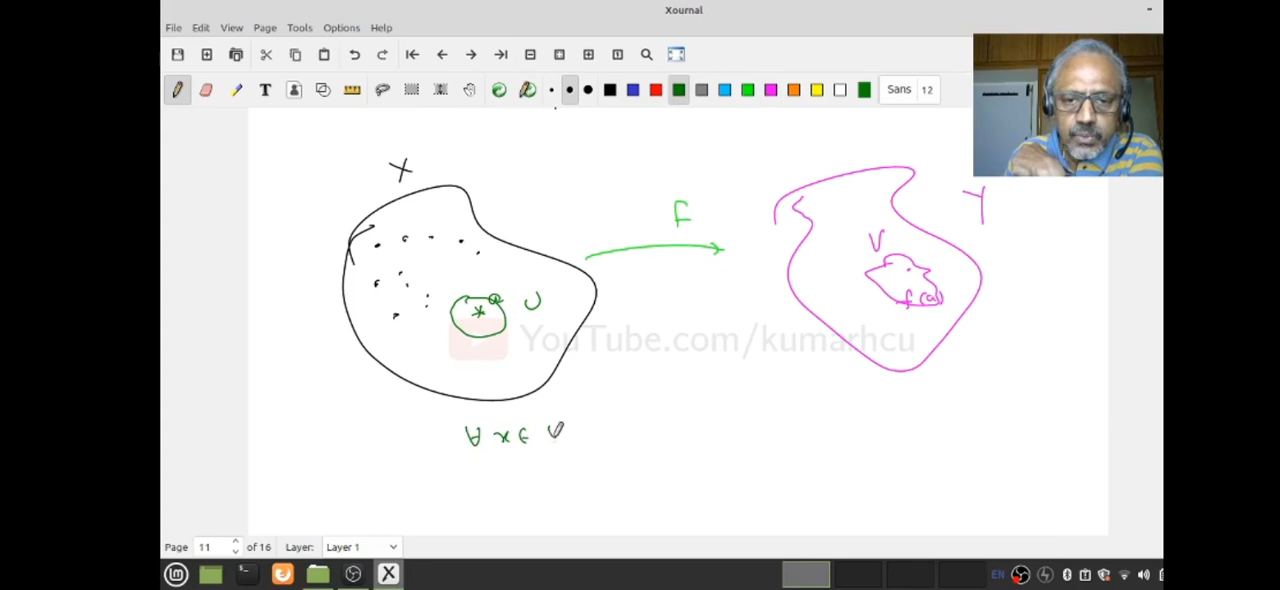 Xournal
File Edit View Page Tools Options Help
Sans 12
X
f
Y
V
a U
f(a)
YouTube.com/kumarhcu
∀ x ∈ U
Page 11 of 16 Layer: Layer 1
EN